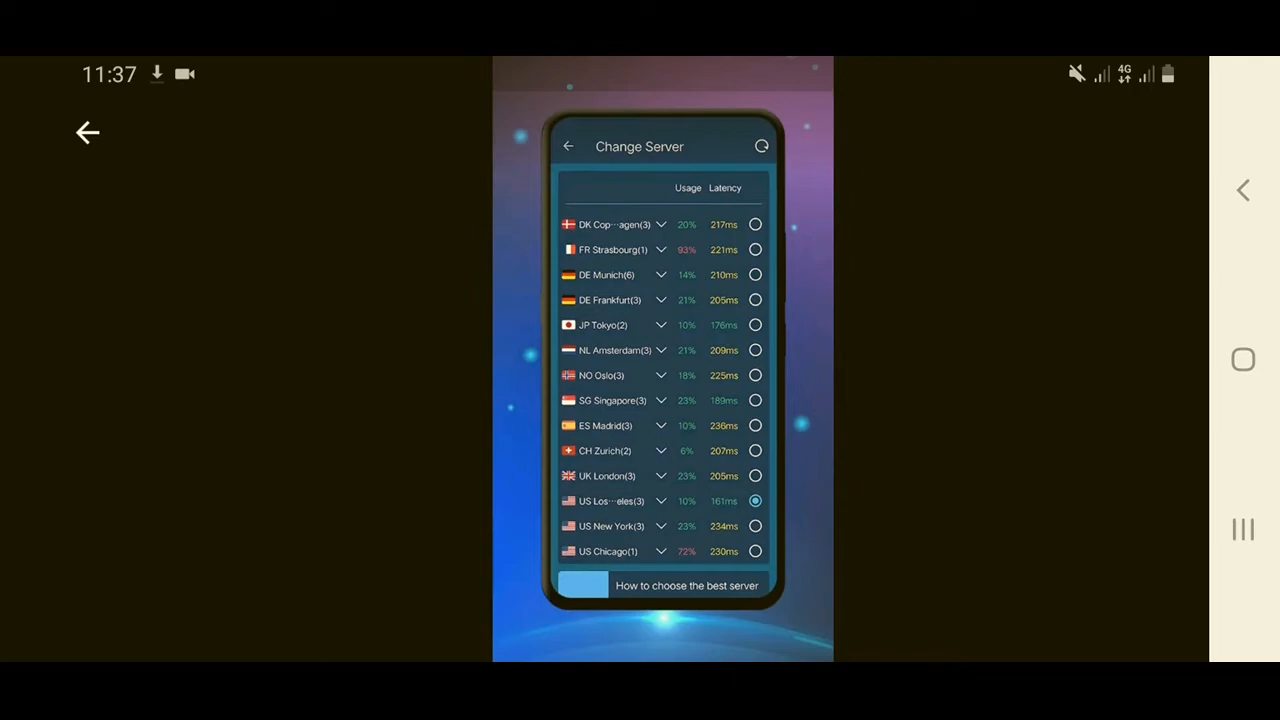 11:37
4G
Change Server
Usage Latency
DK Cop···agen(3) 20% 217ms
FR Strasbourg(1) 93% 221ms
DE Munich(6) 14% 210ms
DE Frankfurt(3) 21% 205ms
JP Tokyo(2) 10% 176ms
NL Amsterdam(3) 21% 209ms
NO Oslo(3) 18% 225ms
SG Singapore(3) 23% 189ms
ES Madrid(3) 10% 236ms
CH Zurich(2) 6% 207ms
UK London(3) 23% 205ms
US Los···eles(3) 10% 161ms
US New York(3) 23% 234ms
US Chicago(1) 72% 230ms
How to choose the best server